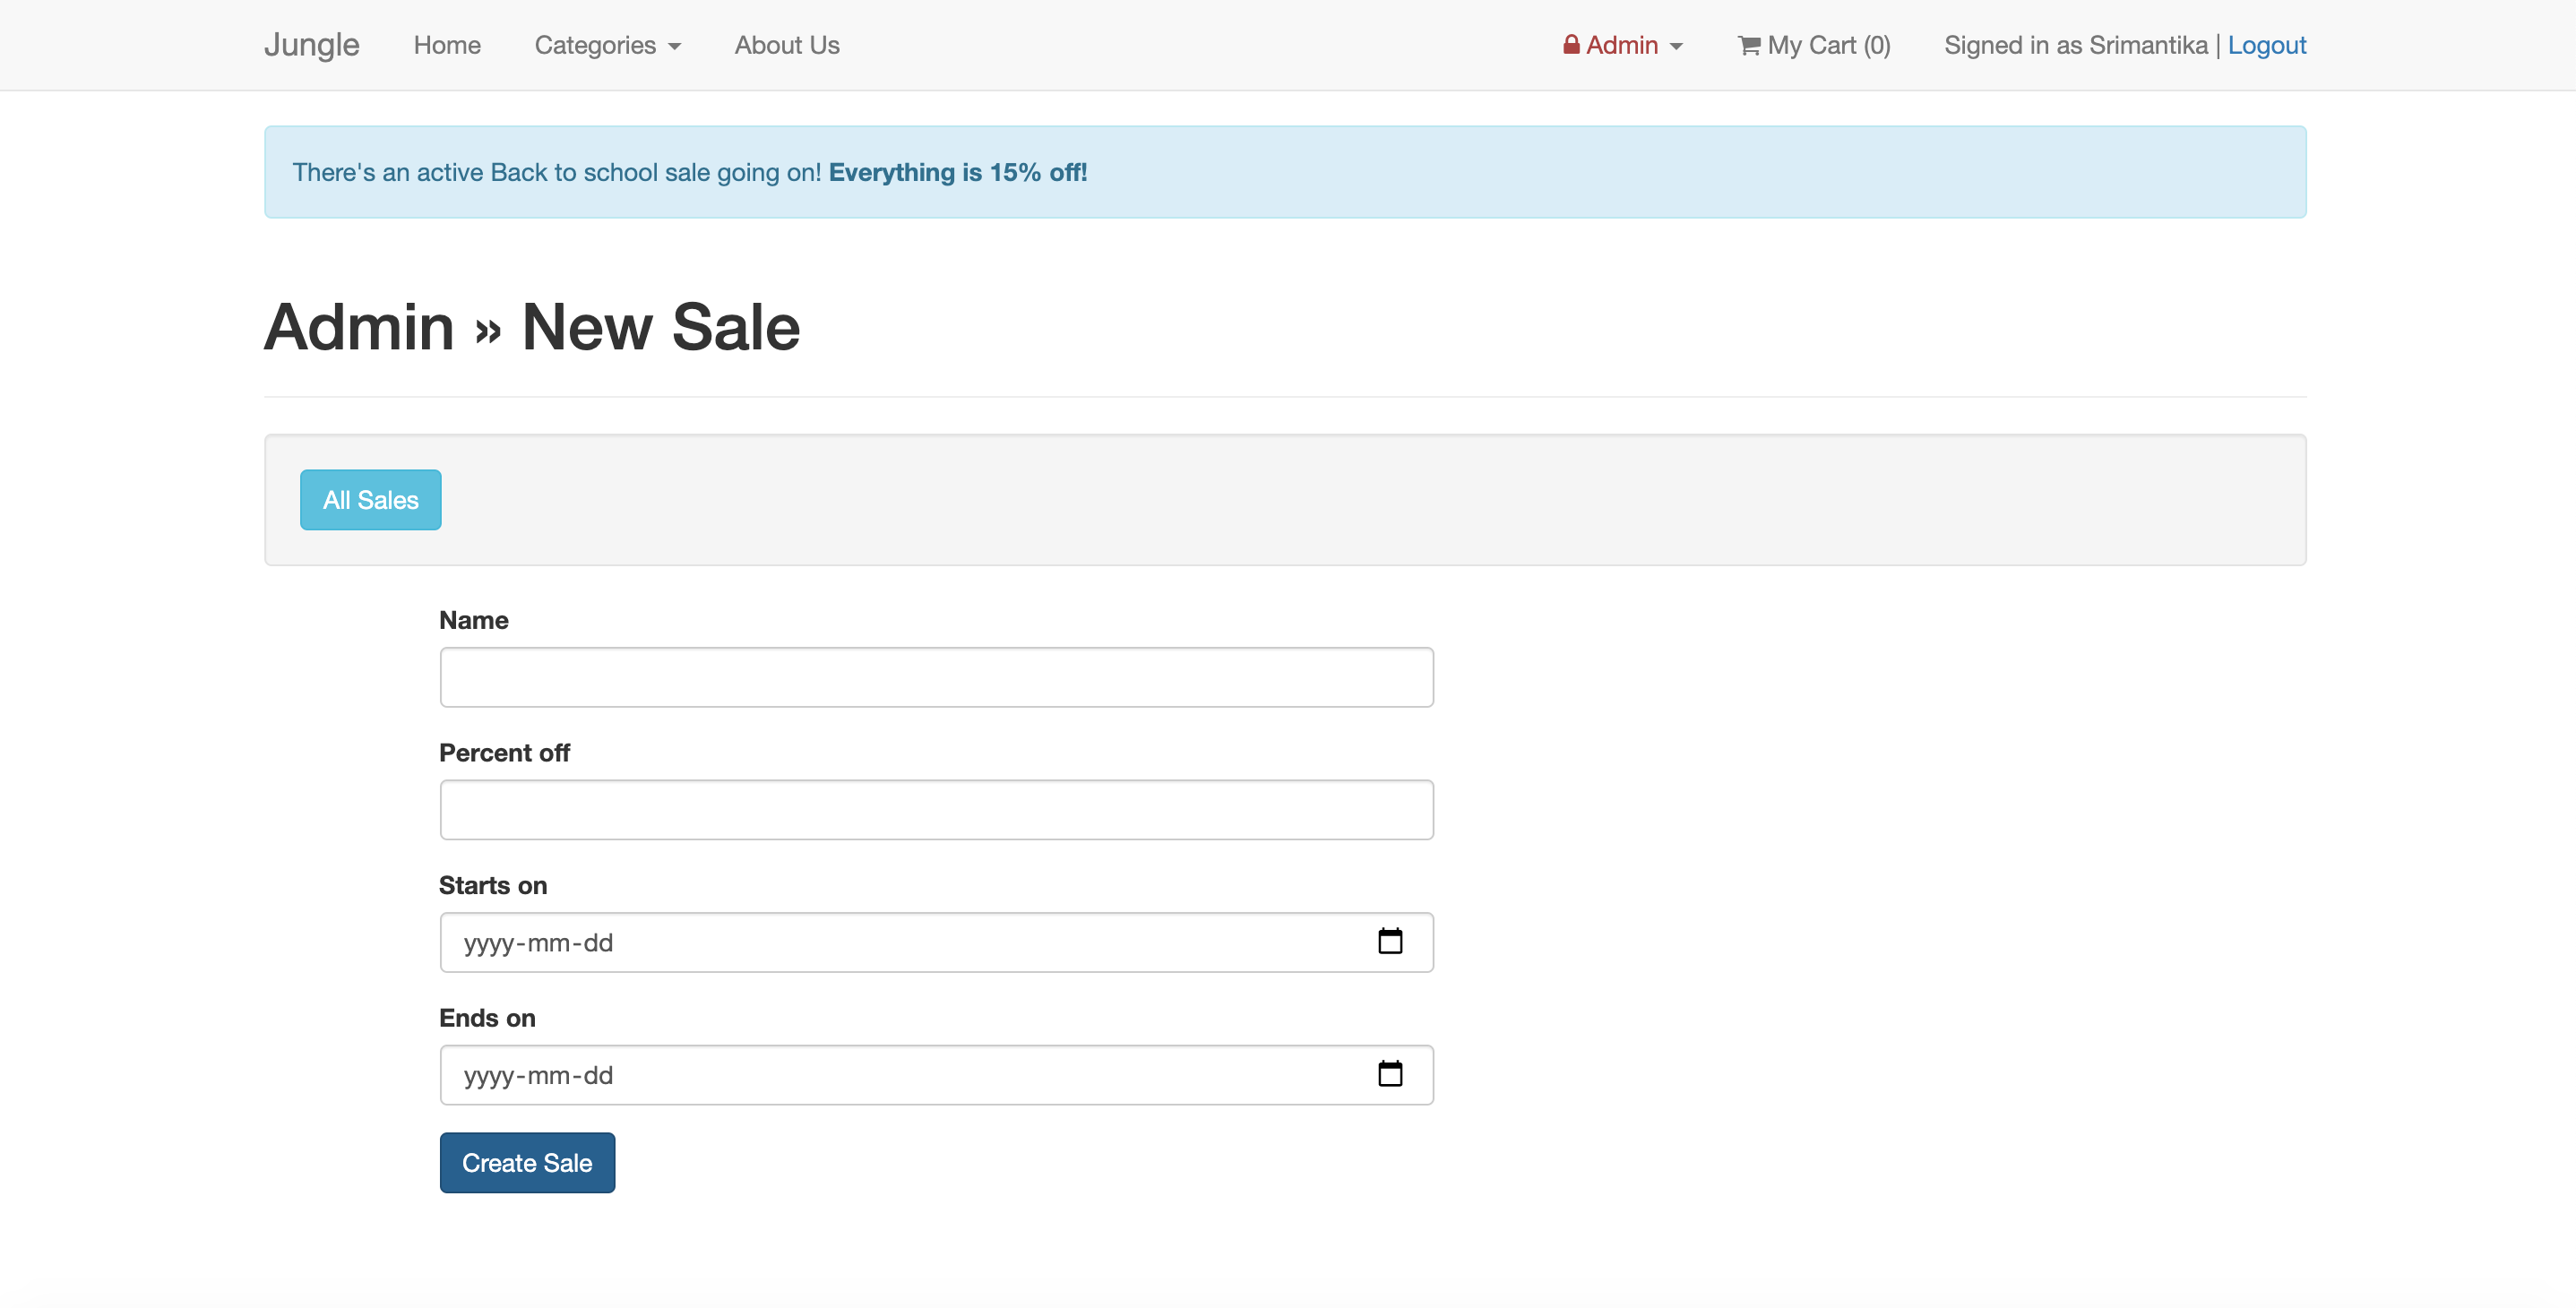 Jungle Home Categories About Us Admin My Cart (0) Signed in as Srimantika | Logout
There's an active Back to school sale going on! Everything is 15% off!
Admin » New Sale
All Sales
Name
Percent off
Starts on
yyyy-mm-dd
Ends on
yyyy-mm-dd
Create Sale